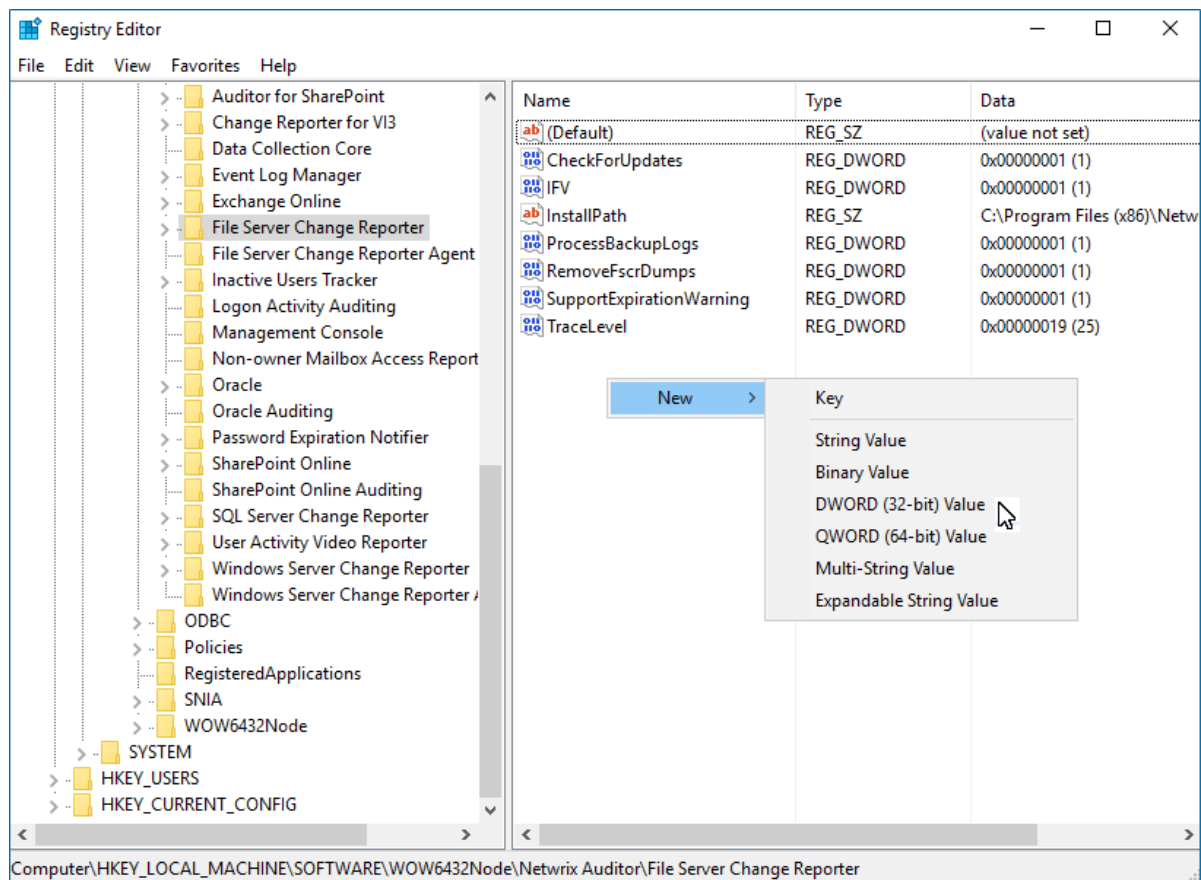 Registry Editor
File Edit View Favorites Help
Auditor for SharePoint
Change Reporter for VI3
Data Collection Core
Event Log Manager
Exchange Online
File Server Change Reporter
File Server Change Reporter Agent
Inactive Users Tracker
Logon Activity Auditing
Management Console
Non-owner Mailbox Access Report
Oracle
Oracle Auditing
Password Expiration Notifier
SharePoint Online
SharePoint Online Auditing
SQL Server Change Reporter
User Activity Video Reporter
Windows Server Change Reporter
Windows Server Change Reporter A
ODBC
Policies
RegisteredApplications
SNIA
WOW6432Node
SYSTEM
HKEY_USERS
HKEY_CURRENT_CONFIG
Name Type Data
(Default) REG_SZ (value not set)
CheckForUpdates REG_DWORD 0x00000001 (1)
IFV REG_DWORD 0x00000001 (1)
InstallPath REG_SZ C:\Program Files (x86)\Netw
ProcessBackupLogs REG_DWORD 0x00000001 (1)
RemoveFscrDumps REG_DWORD 0x00000001 (1)
SupportExpirationWarning REG_DWORD 0x00000001 (1)
TraceLevel REG_DWORD 0x00000019 (25)
New
Key
String Value
Binary Value
DWORD (32-bit) Value
QWORD (64-bit) Value
Multi-String Value
Expandable String Value
Computer\HKEY_LOCAL_MACHINE\SOFTWARE\WOW6432Node\Netwrix Auditor\File Server Change Reporter